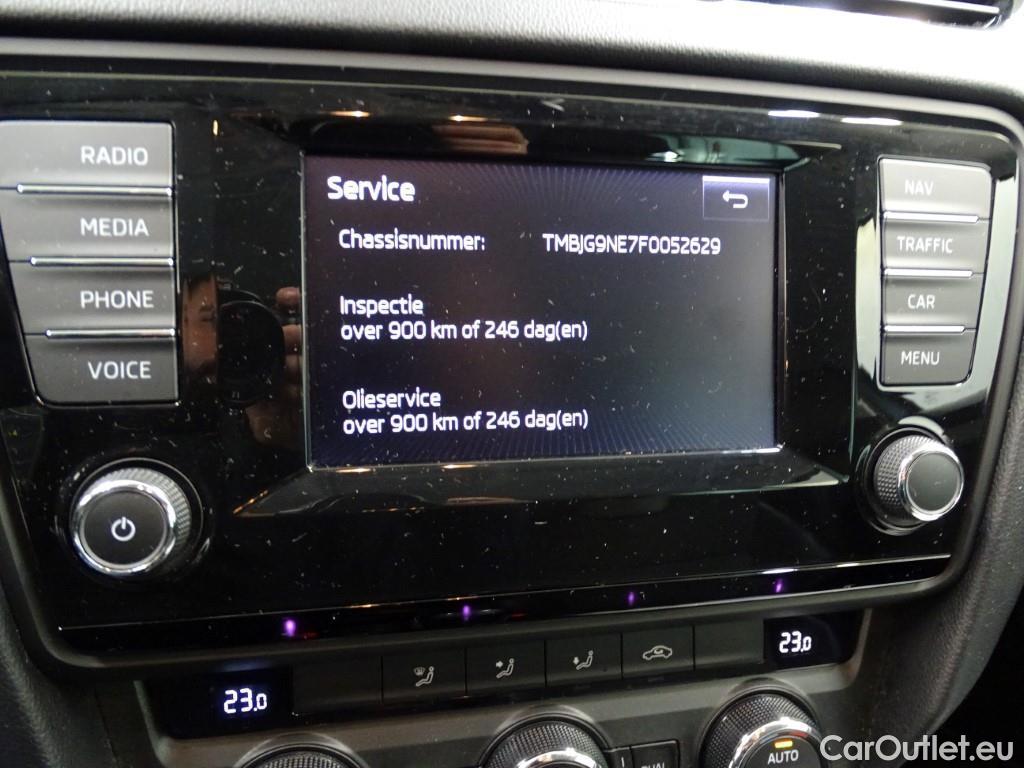 RADIO
MEDIA
PHONE
VOICE
Service
Chassisnummer: TMBJG9NE7F0052629
Inspectie
over 900 km of 246 dag(en)
Olieservice
over 900 km of 246 dag(en)
NAV
TRAFFIC
CAR
MENU
23.0
23.0
AUTO
CarOutlet.eu